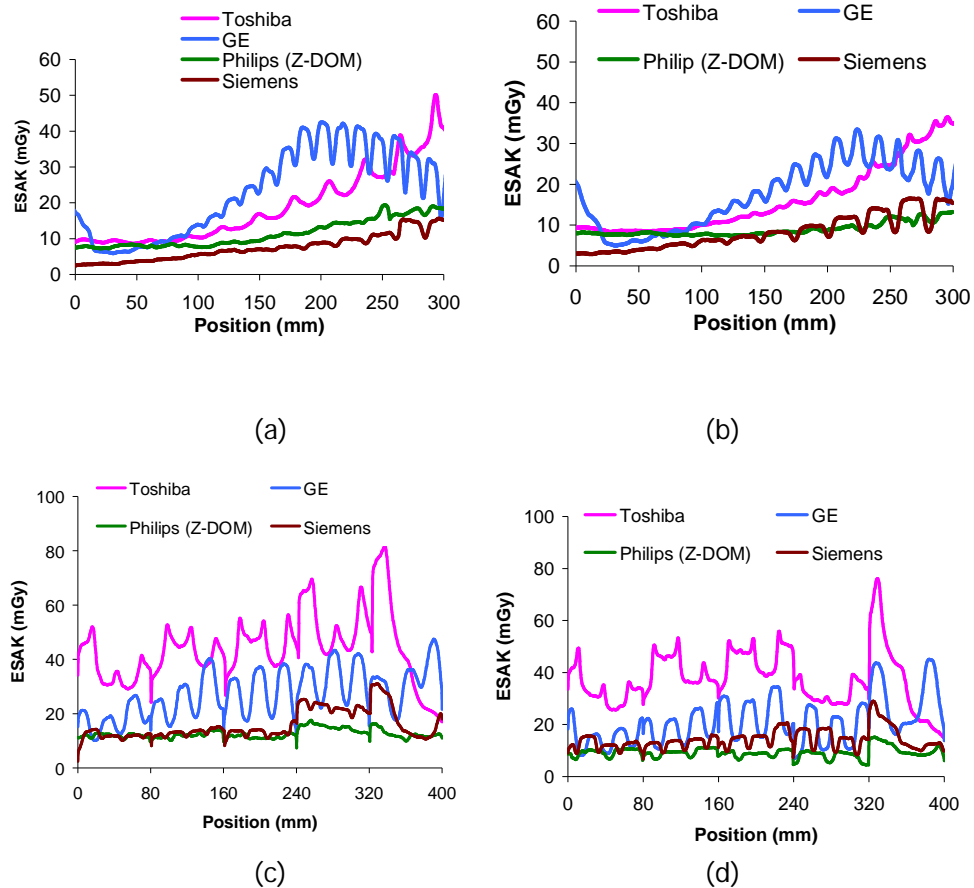 Toshiba
GE
Philips (Z-DOM)
Siemens
ESAK (mGy)
60
50
40
30
20
10
0
0 50 100 150 200 250 300
Position (mm)
(a)
Toshiba GE
Philip (Z-DOM) Siemens
ESAK (mGy)
60
50
40
30
20
10
0
0 50 100 150 200 250 300
Position (mm)
(b)
Toshiba GE
Philips (Z-DOM) Siemens
ESAK (mGy)
100
80
60
40
20
0
0 80 160 240 320 400
Position (mm)
(c)
Toshiba GE
Philips (Z-DOM) Siemens
ESAK (mGy)
100
80
60
40
20
0
0 80 160 240 320 400
Position (mm)
(d)